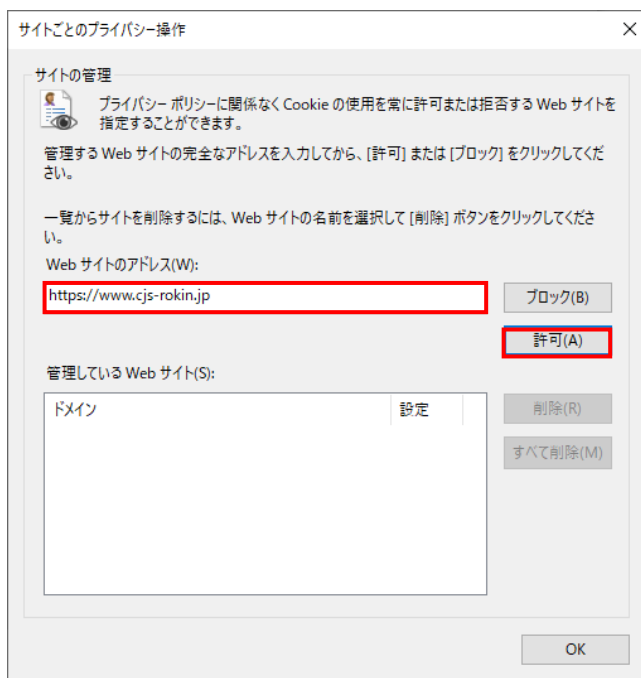 サイトごとのプライバシー操作
サイトの管理
プライバシー ポリシーに関係なく Cookie の使用を常に許可または拒否する Web サイトを
指定することができます。
管理する Web サイトの完全なアドレスを入力してから、[許可] または [ブロック] をクリックしてくだ
さい。
一覧からサイトを削除するには、Web サイトの名前を選択して [削除] ボタンをクリックしてくださ
い。
Web サイトのアドレス(W):
https://www.cjs-rokin.jp
ブロック(B)
許可(A)
管理している Web サイト(S):
ドメイン 設定
削除(R)
すべて削除(M)
OK